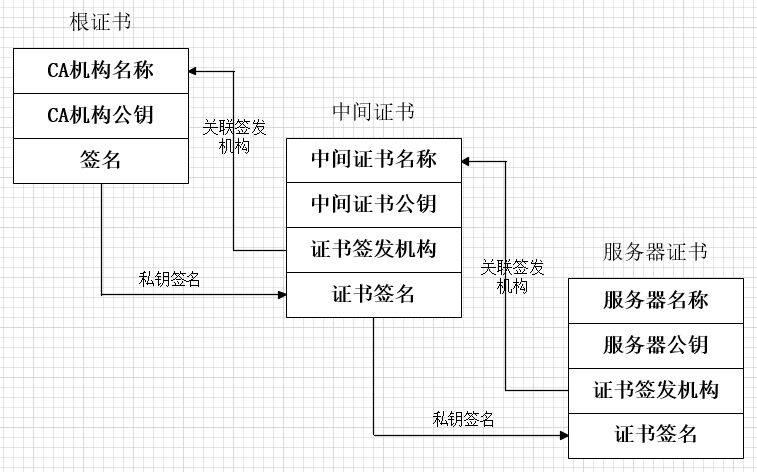 根证书
CA机构名称
CA机构公钥
签名
关联签发
机构
私钥签名
中间证书
中间证书名称
中间证书公钥
证书签发机构
证书签名
关联签发
机构
私钥签名
服务器证书
服务器名称
服务器公钥
证书签发机构
证书签名